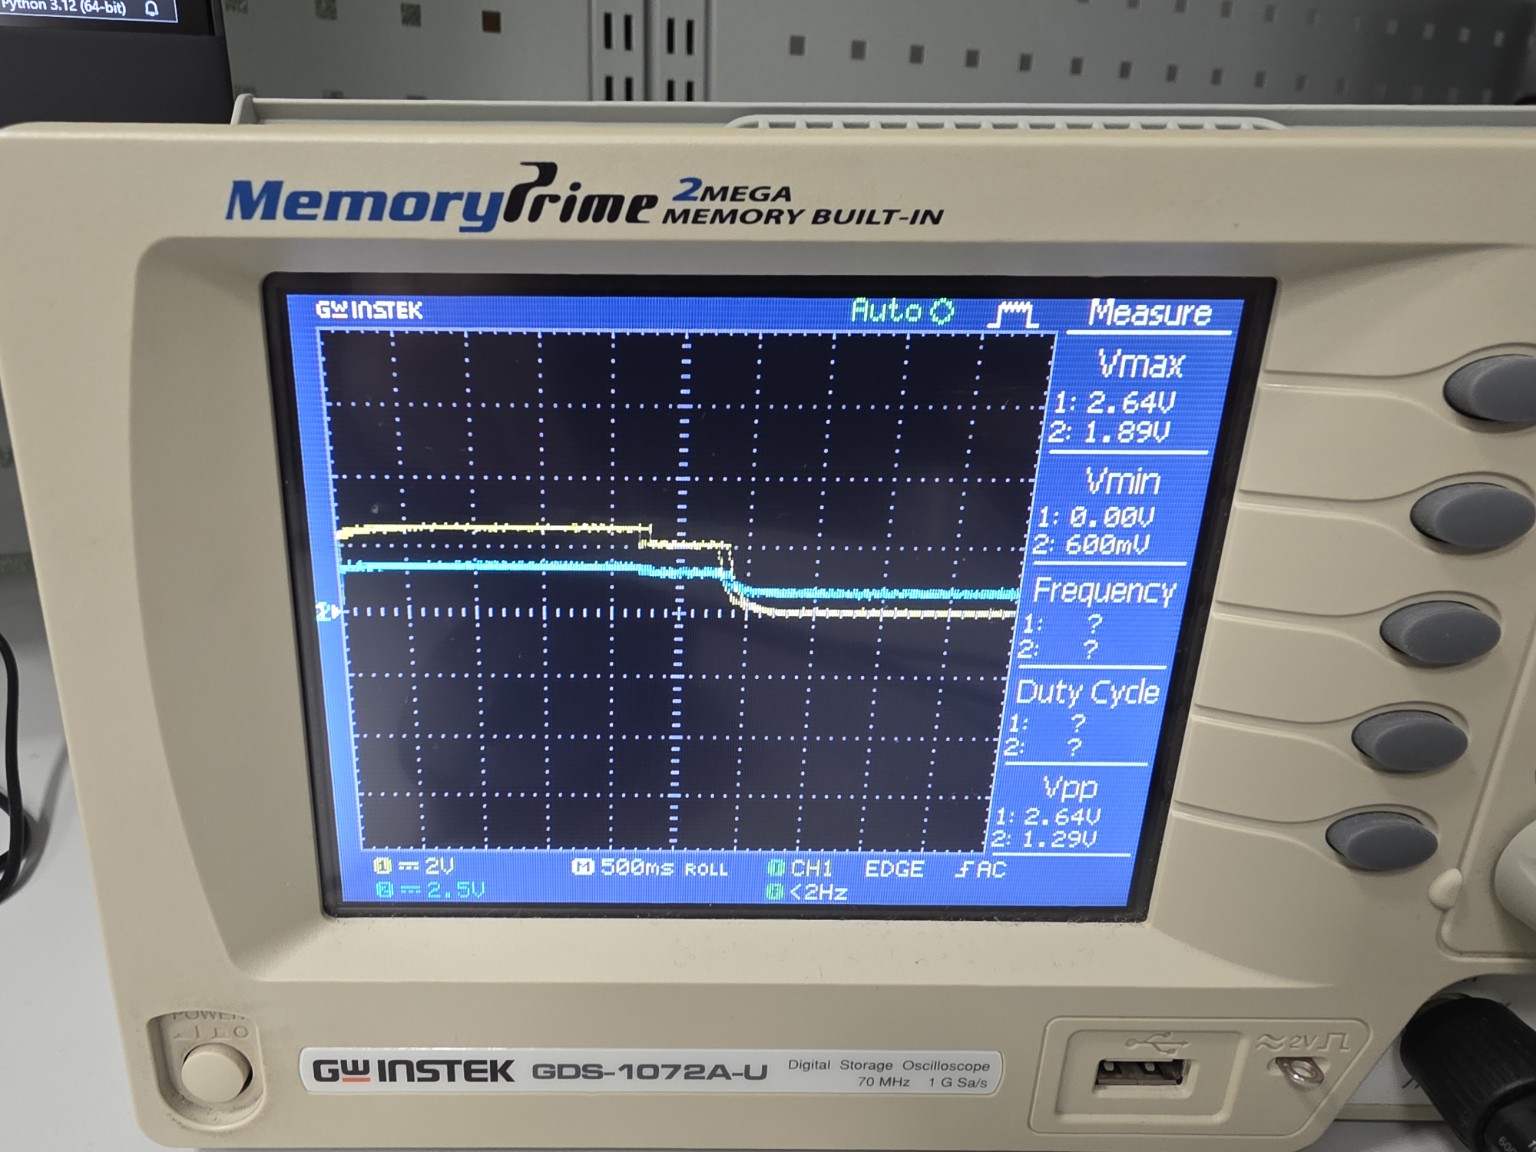 Python 3.12 (64-bit)
MemoryPrime 2MEGA
MEMORY BUILT-IN
GW INSTEK
Auto
Measure
Vmax
1: 2.64V
2: 1.89V
Vmin
1: 0.00V
2: 600mV
Frequency
1: ?
2: ?
Duty Cycle
1: ?
2: ?
Vpp
1: 2.64V
2: 1.29V
2
1 2V
M 500ms ROLL
CH1 EDGE AC
2 2.5V
<2Hz
POWER
GW INSTEK GDS-1072A-U
Digital Storage Oscilloscope
70 MHz 1 G Sa/s
≈2V